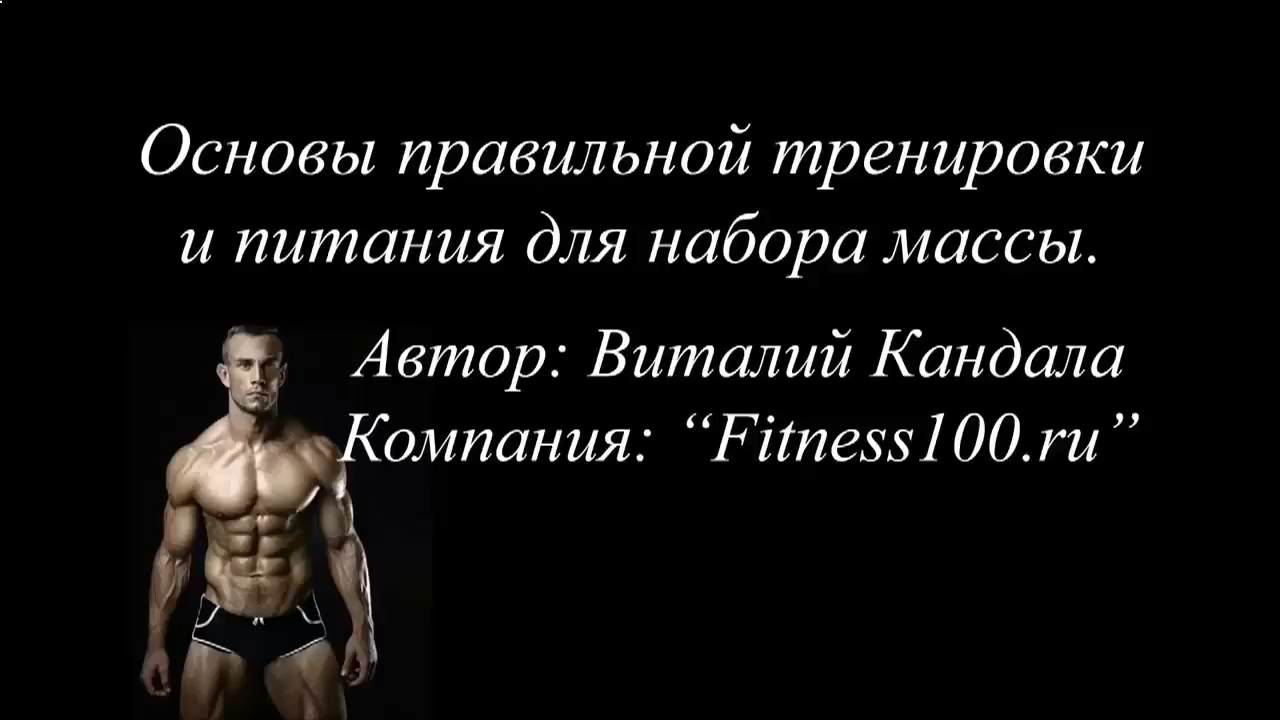 Основы правильной тренировки
и питания для набора массы.
Автор: Виталий Кандала
Компания: “Fitness100.ru”